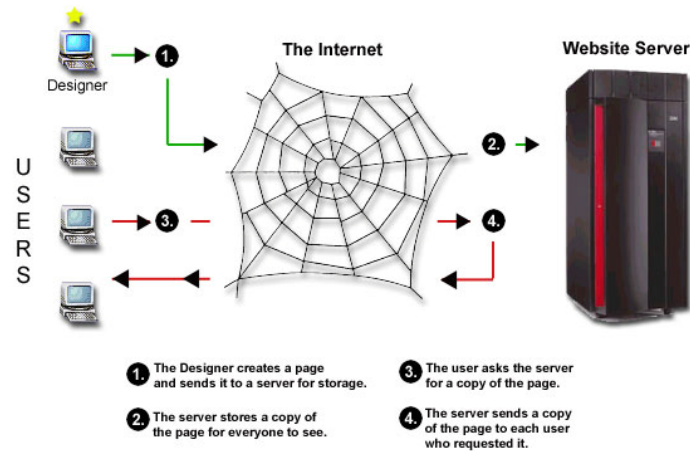 The Internet
Website Server
Designer
1.
2.
USERS
3.
4.
1. The Designer creates a page
and sends it to a server for storage.
2. The server stores a copy of
the page for everyone to see.
3. The user asks the server
for a copy of the page.
4. The server sends a copy
of the page to each user
who requested it.